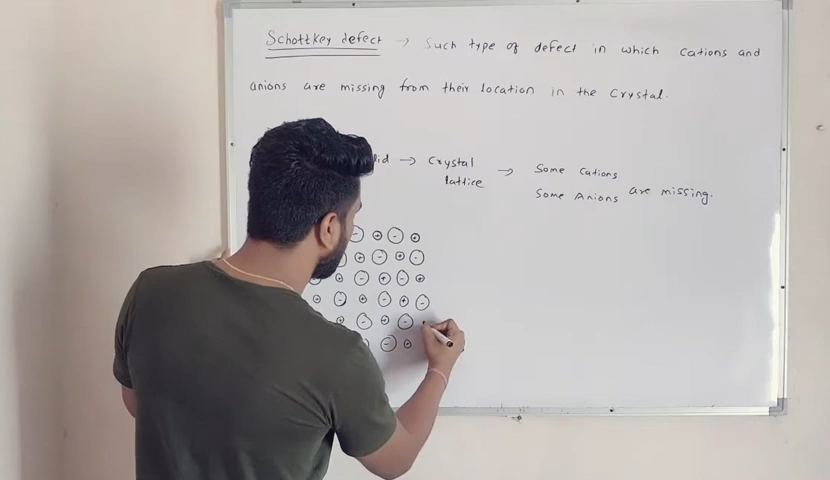 Schottkey defect → Such type of defect in which cations and
anions are missing from their location in the crystal.
→ Crystal lattice → Some cations
Some Anions are missing.
- + - +
+ - + -
+ - + - +
+ - + - + -
+ - + - +
- +